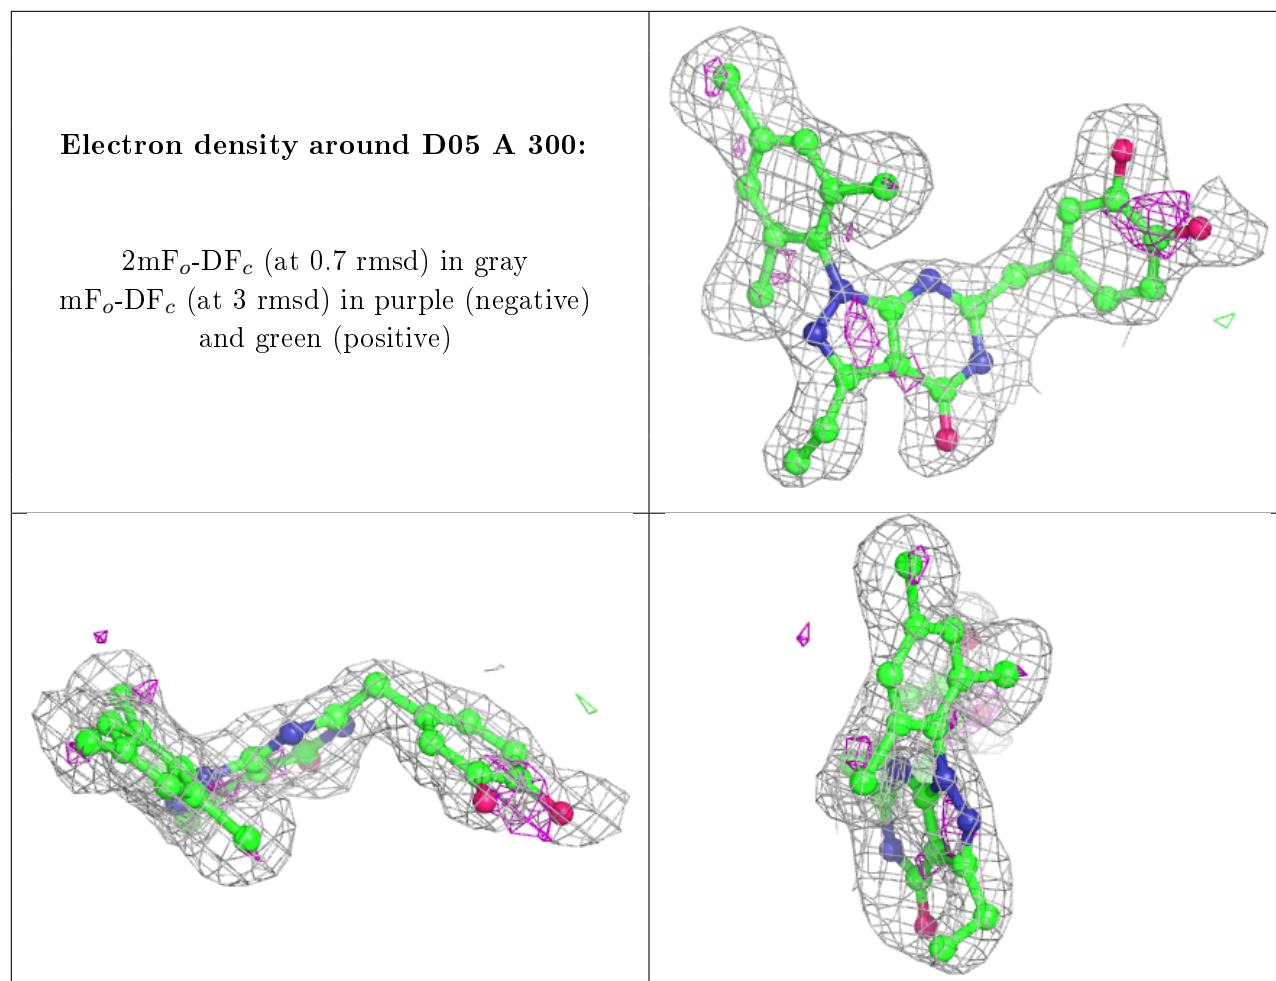 Electron density around D05 A 300:
2mFₒ-DF𝒸 (at 0.7 rmsd) in gray
mFₒ-DF𝒸 (at 3 rmsd) in purple (negative)
and green (positive)